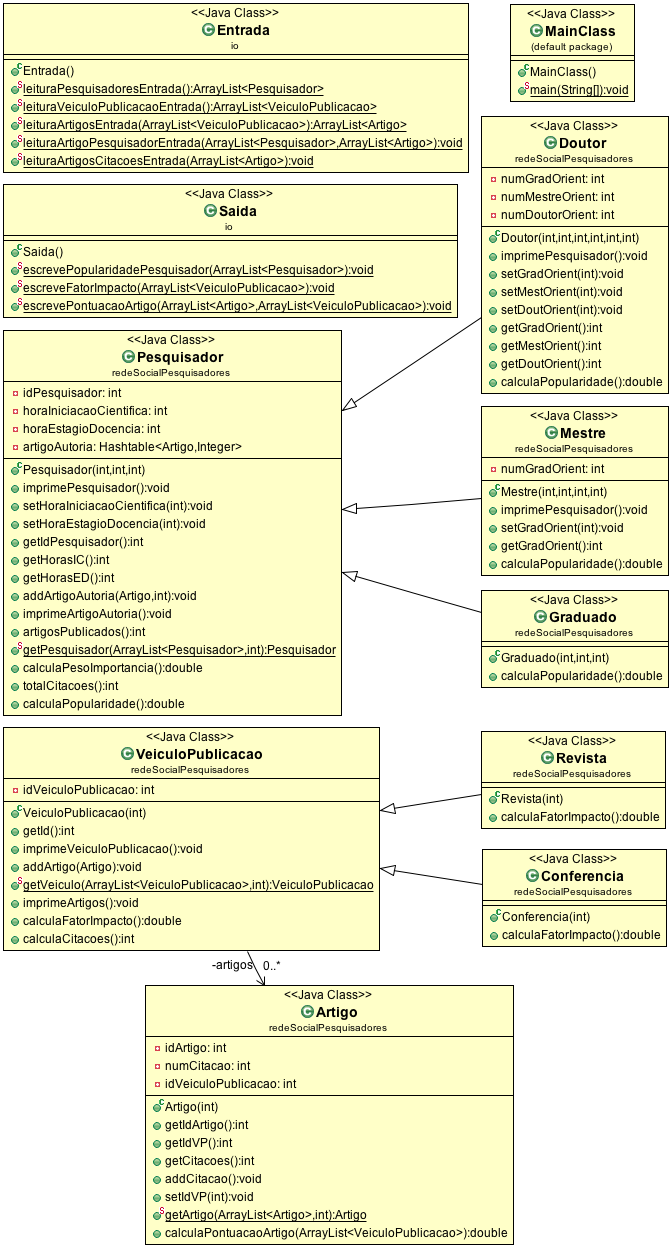 <<Java Class>>
Entrada
io
Entrada()
leituraPesquisadoresEntrada():ArrayList<Pesquisador>
leituraVeiculoPublicacaoEntrada():ArrayList<VeiculoPublicacao>
leituraArtigosEntrada(ArrayList<VeiculoPublicacao>):ArrayList<Artigo>
leituraArtigoPesquisadorEntrada(ArrayList<Pesquisador>,ArrayList<Artigo>):void
leituraArtigosCitacoesEntrada(ArrayList<Artigo>):void
<<Java Class>>
MainClass
(default package)
MainClass()
main(String[]):void
<<Java Class>>
Saida
io
Saida()
escrevePopularidadePesquisador(ArrayList<Pesquisador>):void
escreveFatorImpacto(ArrayList<VeiculoPublicacao>):void
escrevePontuacaoArtigo(ArrayList<Artigo>,ArrayList<VeiculoPublicacao>):void
<<Java Class>>
Doutor
redeSocialPesquisadores
numGradOrient: int
numMestreOrient: int
numDoutorOrient: int
Doutor(int,int,int,int,int,int)
imprimePesquisador():void
setGradOrient(int):void
setMestOrient(int):void
setDoutOrient(int):void
getGradOrient():int
getMestOrient():int
getDoutOrient():int
calculaPopularidade():double
<<Java Class>>
Pesquisador
redeSocialPesquisadores
idPesquisador: int
horaIniciacaoCientifica: int
horaEstagioDocencia: int
artigoAutoria: Hashtable<Artigo,Integer>
Pesquisador(int,int,int)
imprimePesquisador():void
setHoraIniciacaoCientifica(int):void
setHoraEstagioDocencia(int):void
getIdPesquisador():int
getHorasIC():int
getHorasED():int
addArtigoAutoria(Artigo,int):void
imprimeArtigoAutoria():void
artigosPublicados():int
getPesquisador(ArrayList<Pesquisador>,int):Pesquisador
calculaPesoImportancia():double
totalCitacoes():int
calculaPopularidade():double
<<Java Class>>
Mestre
redeSocialPesquisadores
numGradOrient: int
Mestre(int,int,int,int)
imprimePesquisador():void
setGradOrient(int):void
getGradOrient():int
calculaPopularidade():double
<<Java Class>>
Graduado
redeSocialPesquisadores
Graduado(int,int,int)
calculaPopularidade():double
<<Java Class>>
VeiculoPublicacao
redeSocialPesquisadores
idVeiculoPublicacao: int
VeiculoPublicacao(int)
getId():int
imprimeVeiculoPublicacao():void
addArtigo(Artigo):void
getVeiculo(ArrayList<VeiculoPublicacao>,int):VeiculoPublicacao
imprimeArtigos():void
calculaFatorImpacto():double
calculaCitacoes():int
<<Java Class>>
Revista
redeSocialPesquisadores
Revista(int)
calculaFatorImpacto():double
<<Java Class>>
Conferencia
redeSocialPesquisadores
Conferencia(int)
calculaFatorImpacto():double
-artigos 0..*
<<Java Class>>
Artigo
redeSocialPesquisadores
idArtigo: int
numCitacao: int
idVeiculoPublicacao: int
Artigo(int)
getIdArtigo():int
getIdVP():int
getCitacoes():int
addCitacao():void
setIdVP(int):void
getArtigo(ArrayList<Artigo>,int):Artigo
calculaPontuacaoArtigo(ArrayList<VeiculoPublicacao>):double